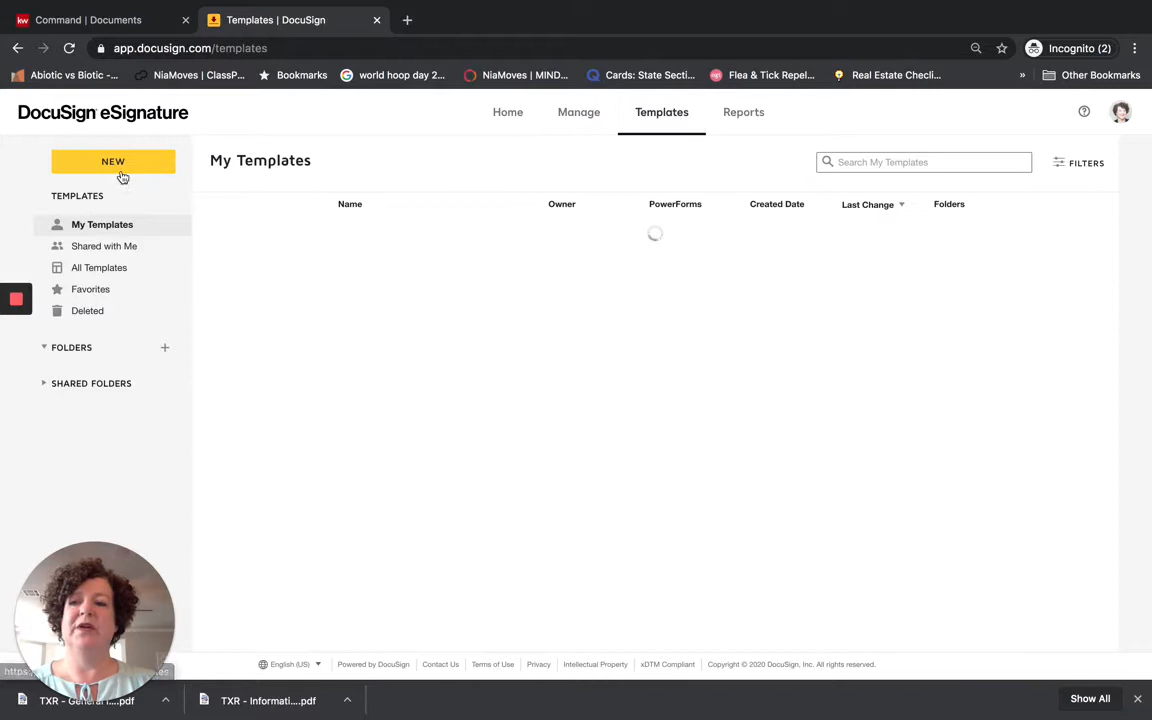 kw Command | Documents
Templates | DocuSign
app.docusign.com/templates
Incognito (2)
Abiotic vs Biotic -...
NiaMoves | ClassP...
Bookmarks
world hoop day 2...
NiaMoves | MIND...
Cards: State Secti...
Flea & Tick Repel...
Real Estate Checli...
»
Other Bookmarks
DocuSign eSignature
Home
Manage
Templates
Reports
NEW
My Templates
Search My Templates
FILTERS
TEMPLATES
Name
Owner
PowerForms
Created Date
Last Change
Folders
My Templates
Shared with Me
All Templates
Favorites
Deleted
FOLDERS
SHARED FOLDERS
English (US)
Powered by DocuSign
Contact Us
Terms of Use
Privacy
Intellectual Property
xDTM Compliant
Copyright © 2020 DocuSign, Inc. All rights reserved.
TXR - Informati....pdf
Show All